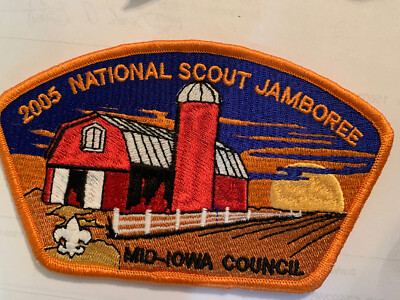 2005 NATIONAL SCOUT JAMBOREE
MID-IOWA COUNCIL